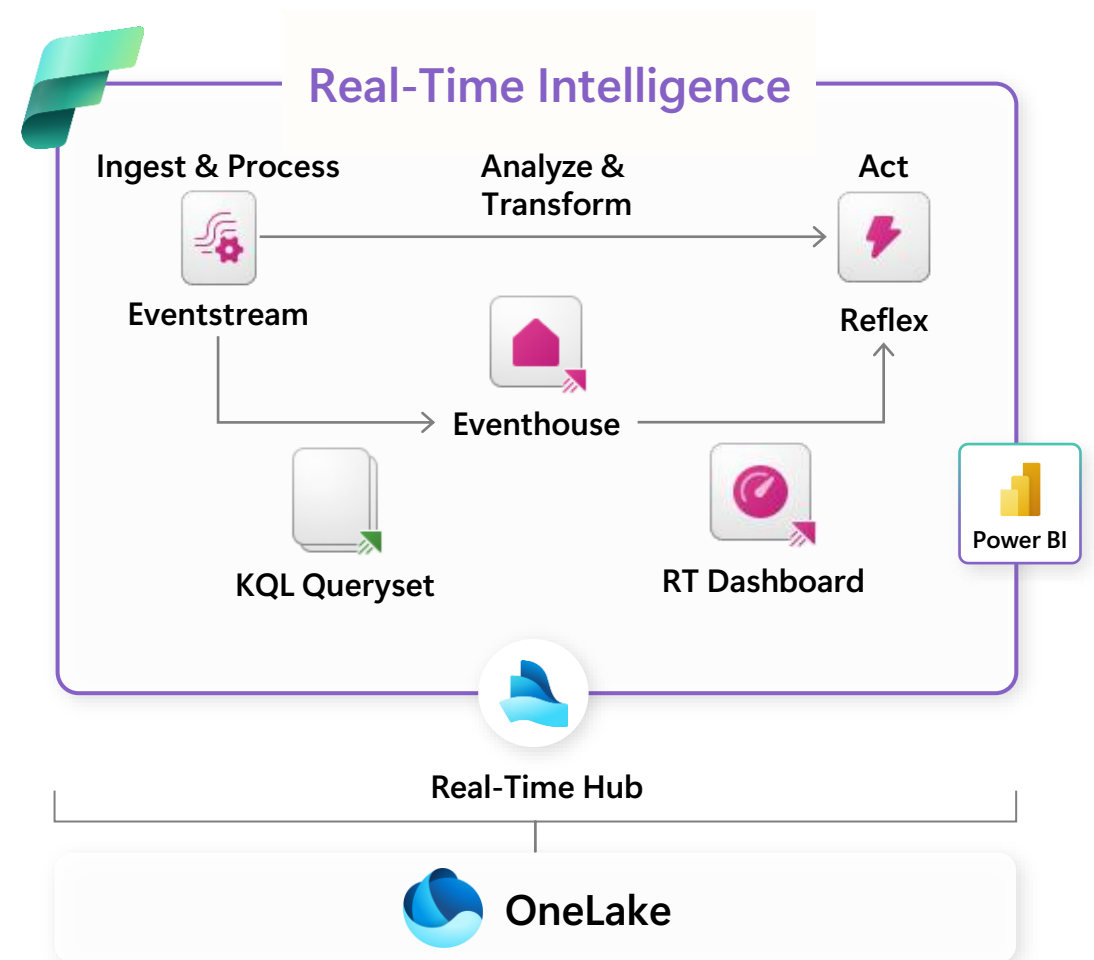 Real-Time Intelligence
Ingest & Process
Analyze &
Transform
Act
Eventstream
Reflex
Eventhouse
KQL Queryset
RT Dashboard
Power BI
Real-Time Hub
OneLake